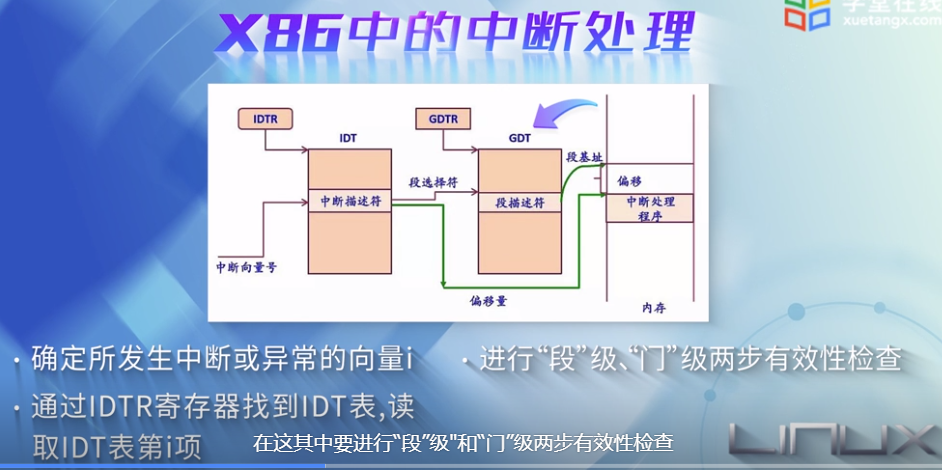 学堂在线
xuetangx.com
X86中的中断处理
IDTR
GDTR
IDT
GDT
段基址
段选择符
偏移
中断描述符
段描述符
中断处理
程序
中断向量号
偏移量
内存
· 确定所发生中断或异常的向量i
· 通过IDTR寄存器找到IDT表,读
取IDT表第i项
· 进行“段”级、“门”级两步有效性检查
在这其中要进行“段”级"和“门”级两步有效性检查
LINUX